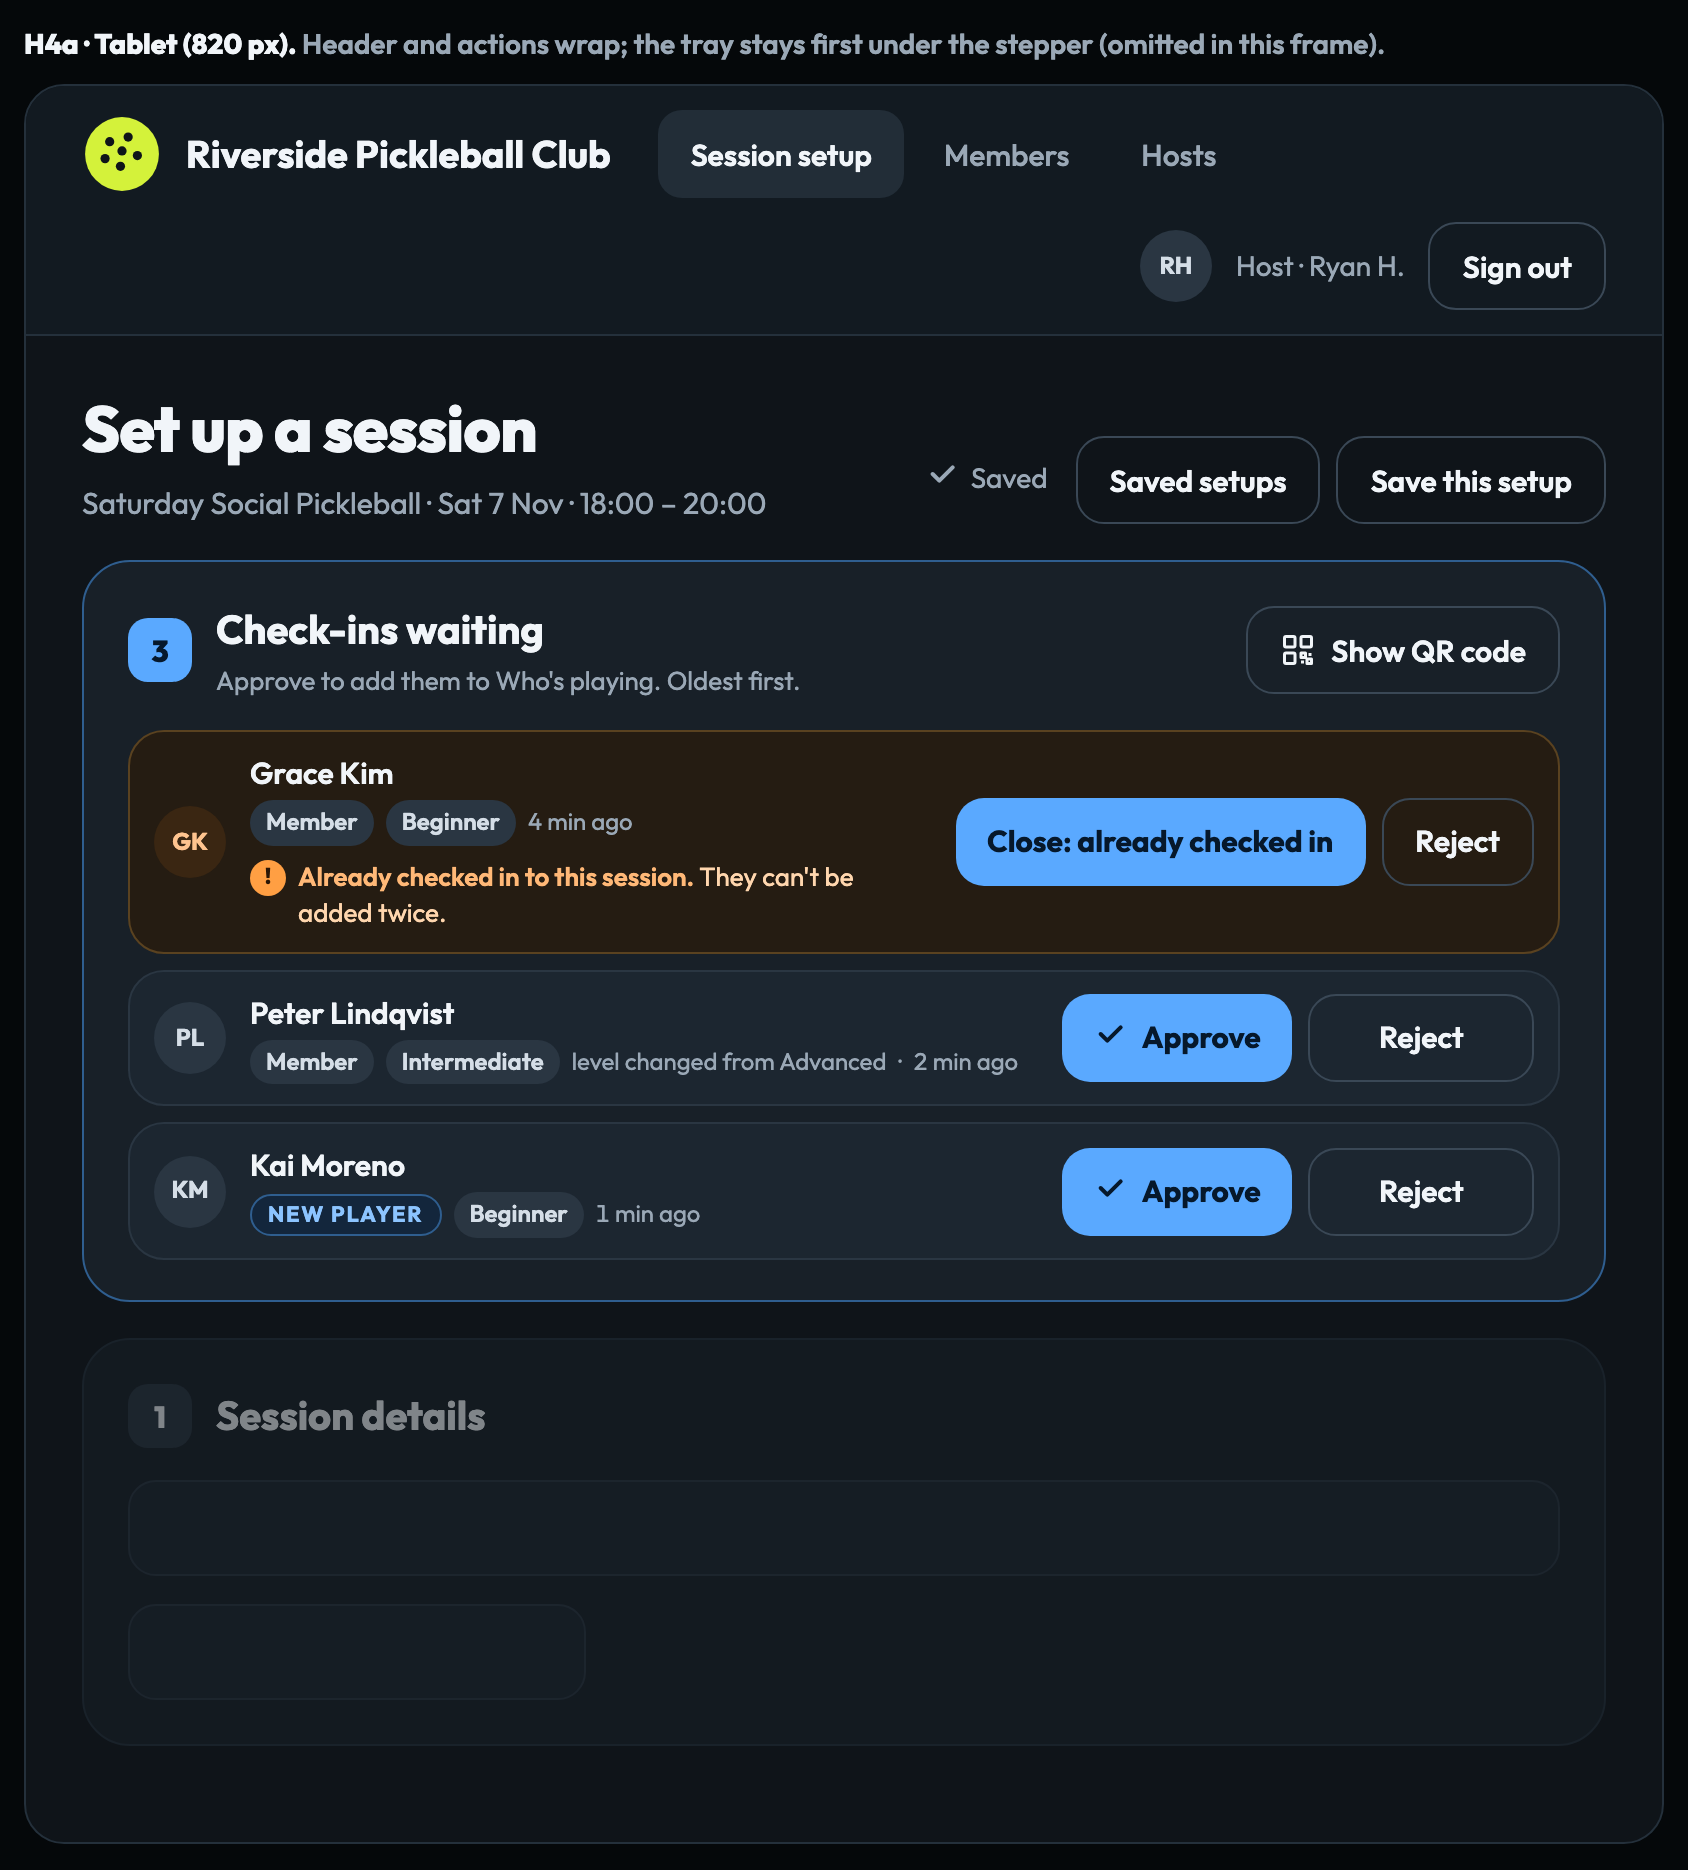 H4a · Tablet (820 px). Header and actions wrap; the tray stays first under the stepper (omitted in this frame).
Riverside Pickleball Club
Session setup
Members
Hosts
RH
Host · Ryan H.
Sign out
Set up a session
Saturday Social Pickleball · Sat 7 Nov · 18:00 – 20:00
Saved
Saved setups
Save this setup
3
Check-ins waiting
Approve to add them to Who's playing. Oldest first.
Show QR code
GK
Grace Kim
Member
Beginner
4 min ago
! Already checked in to this session. They can't be
added twice.
Close: already checked in
Reject
PL
Peter Lindqvist
Member
Intermediate
level changed from Advanced · 2 min ago
Approve
Reject
KM
Kai Moreno
NEW PLAYER
Beginner
1 min ago
Approve
Reject
1
Session details